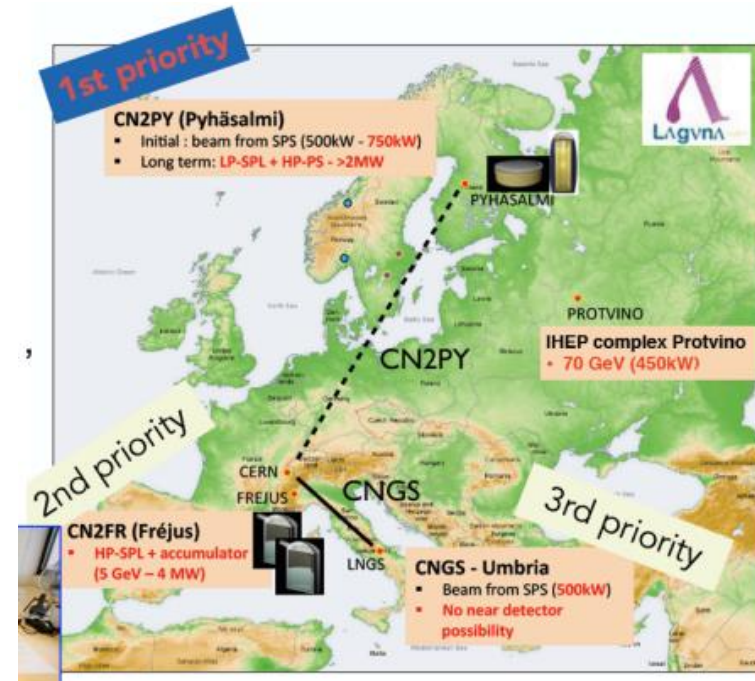 1st priority
LAGVNA
CN2PY (Pyhäsalmi)
▪ Initial : beam from SPS (500kW - 750kW)
▪ Long term: LP-SPL + HP-PS - >2MW
PYHASALMI
PROTVINO
IHEP complex Protvino
• 70 GeV (450kW)
,
CN2PY
2nd priority
CERN
FREJUS
CNGS
3rd priority
LNGS
CN2FR (Fréjus)
▪ HP-SPL + accumulator
(5 GeV – 4 MW)
CNGS - Umbria
▪ Beam from SPS (500kW)
▪ No near detector
possibility